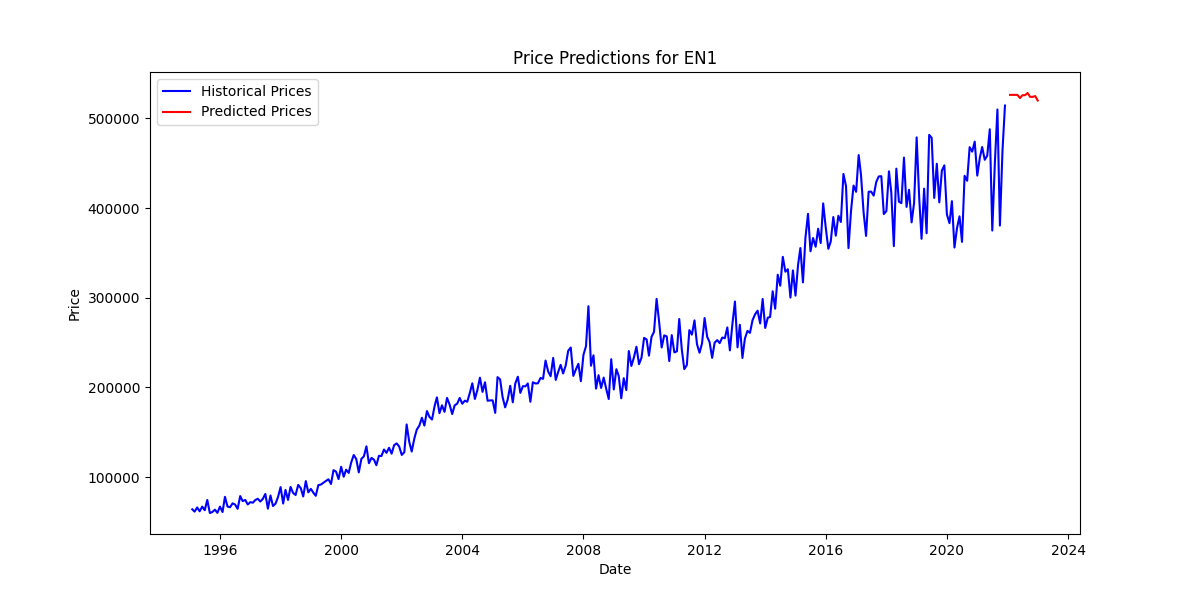 Price Predictions for EN1
Historical Prices
Predicted Prices
500000
400000
300000
200000
100000
Price
1996
2000
2004
2008
2012
2016
2020
2024
Date